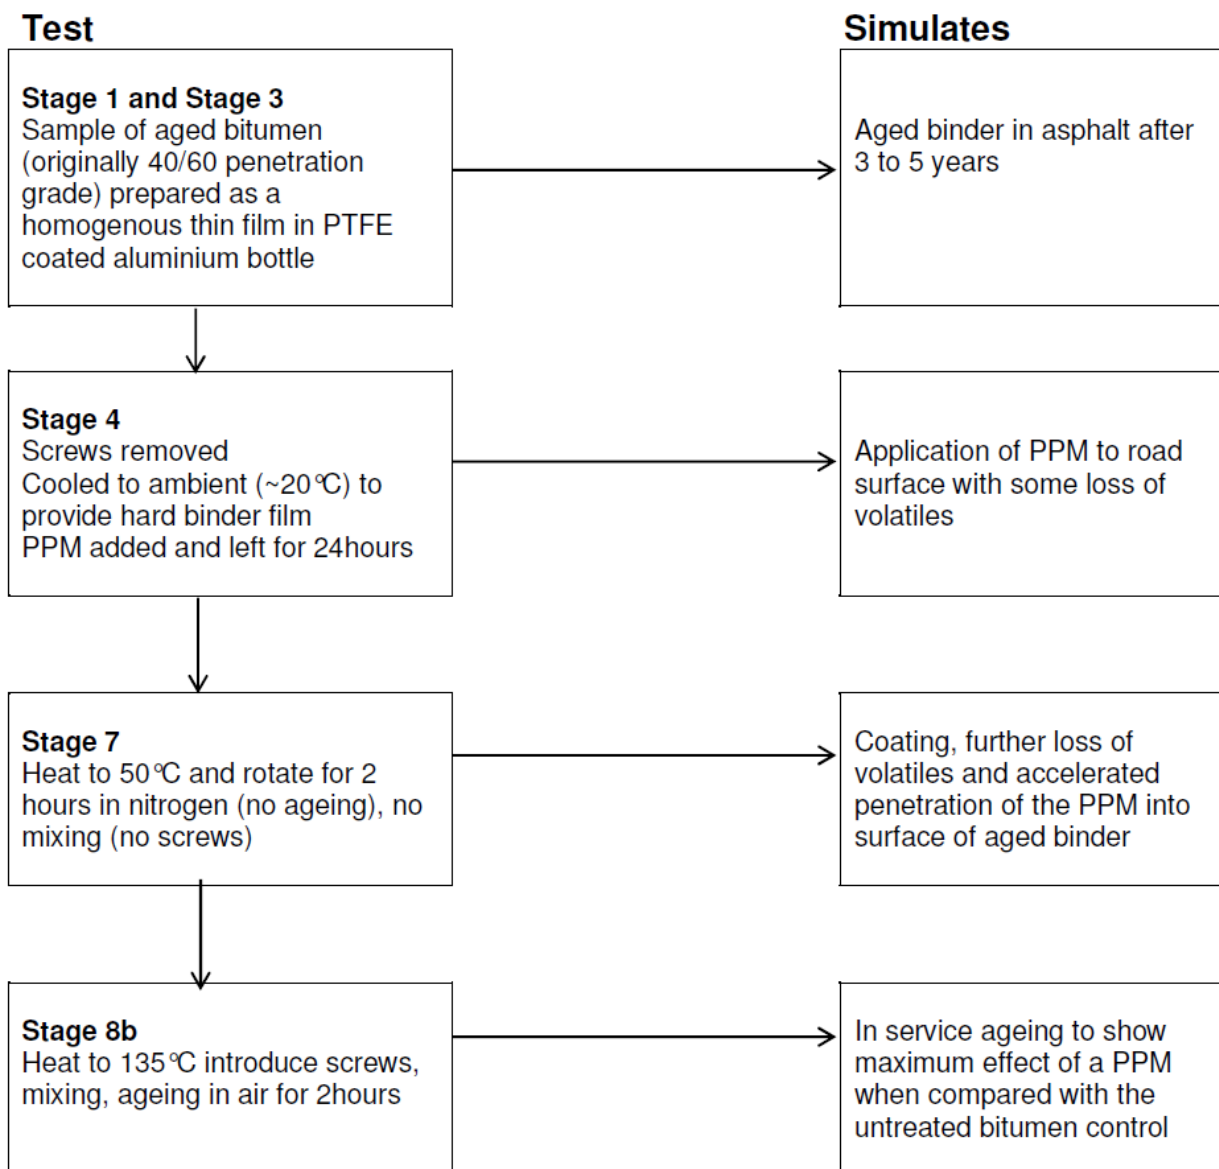 Test
Simulates
Stage 1 and Stage 3
Sample of aged bitumen
(originally 40/60 penetration
grade) prepared as a
homogenous thin film in PTFE
coated aluminium bottle
Aged binder in asphalt after
3 to 5 years
Stage 4
Screws removed
Cooled to ambient (~20°C) to
provide hard binder film
PPM added and left for 24hours
Application of PPM to road
surface with some loss of
volatiles
Stage 7
Heat to 50°C and rotate for 2
hours in nitrogen (no ageing), no
mixing (no screws)
Coating, further loss of
volatiles and accelerated
penetration of the PPM into
surface of aged binder
Stage 8b
Heat to 135°C introduce screws,
mixing, ageing in air for 2hours
In service ageing to show
maximum effect of a PPM
when compared with the
untreated bitumen control